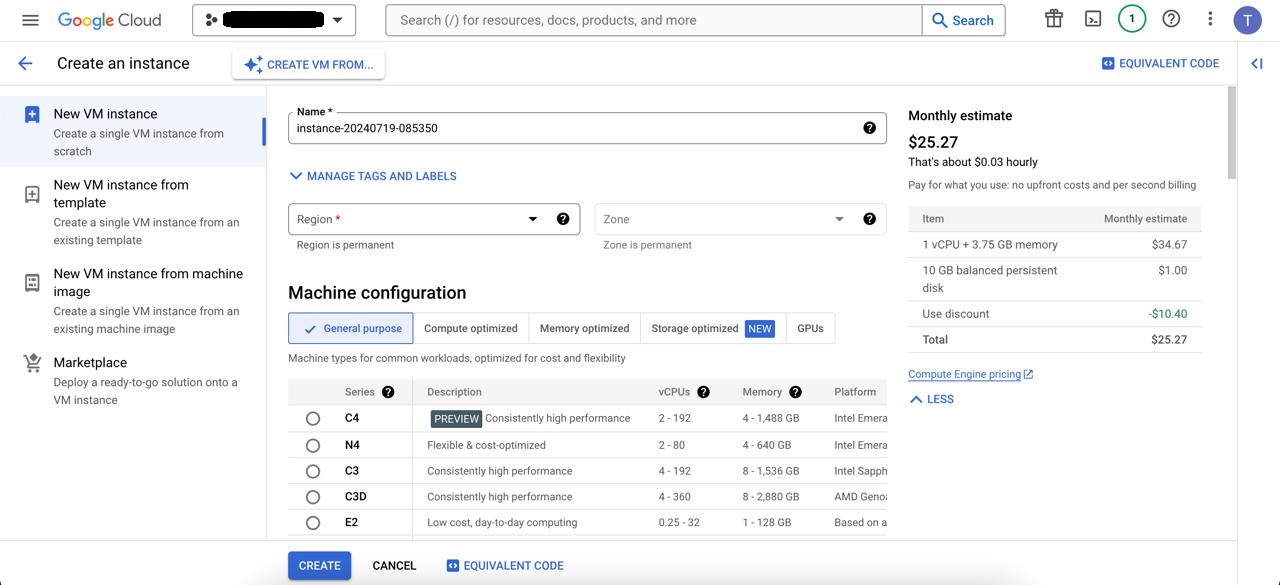 Google Cloud
Search (/) for resources, docs, products, and more
Search
1
T
Create an instance
CREATE VM FROM...
EQUIVALENT CODE
New VM instance
Create a single VM instance from
scratch
New VM instance from
template
Create a single VM instance from an
existing template
New VM instance from machine
image
Create a single VM instance from an
existing machine image
Marketplace
Deploy a ready-to-go solution onto a
VM instance
Name *
instance-20240719-085350
MANAGE TAGS AND LABELS
Region *
Zone
Region is permanent
Zone is permanent
Machine configuration
General purpose
Compute optimized
Memory optimized
Storage optimized NEW
GPUs
Machine types for common workloads, optimized for cost and flexibility
Series Description vCPUs Memory Platform
C4 PREVIEW Consistently high performance 2 - 192 4 - 1,488 GB Intel Emera
N4 Flexible & cost-optimized 2 - 80 4 - 640 GB Intel Emera
C3 Consistently high performance 4 - 192 8 - 1,536 GB Intel Sapph
C3D Consistently high performance 4 - 360 8 - 2,880 GB AMD Genoa
E2 Low cost, day-to-day computing 0.25 - 32 1 - 128 GB Based on a
Monthly estimate
$25.27
That's about $0.03 hourly
Pay for what you use: no upfront costs and per second billing
Item Monthly estimate
1 vCPU + 3.75 GB memory $34.67
10 GB balanced persistent
disk $1.00
Use discount -$10.40
Total $25.27
Compute Engine pricing
LESS
CREATE
CANCEL
EQUIVALENT CODE